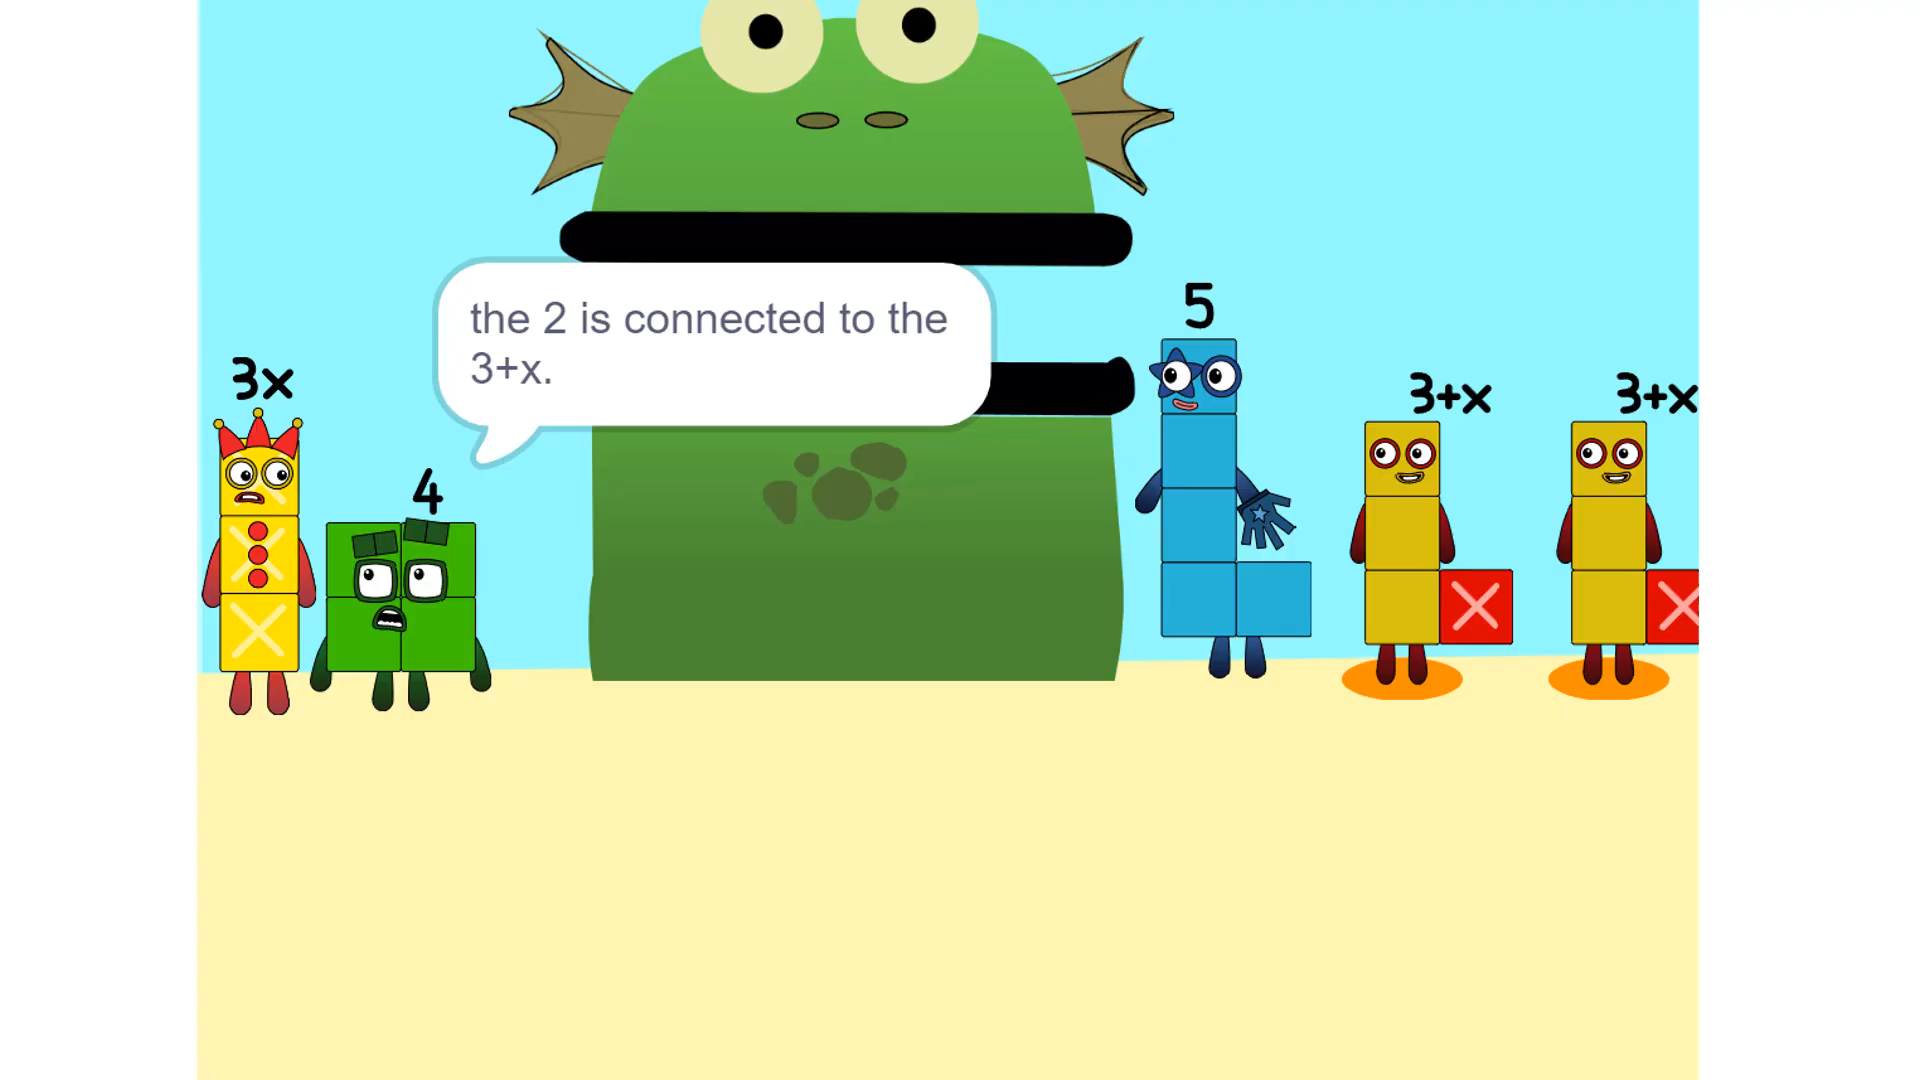 the 2 is connected to the
3+x.
5
3x
3+x
3+x
4